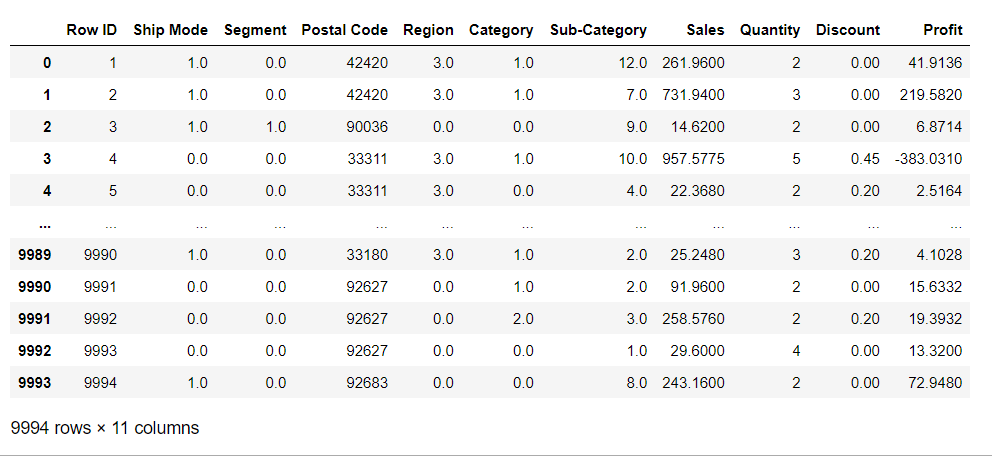 Row ID Ship Mode Segment Postal Code Region Category Sub-Category Sales Quantity Discount Profit
0 1 1.0 0.0 42420 3.0 1.0 12.0 261.9600 2 0.00 41.9136
1 2 1.0 0.0 42420 3.0 1.0 7.0 731.9400 3 0.00 219.5820
2 3 1.0 1.0 90036 0.0 0.0 9.0 14.6200 2 0.00 6.8714
3 4 0.0 0.0 33311 3.0 1.0 10.0 957.5775 5 0.45 -383.0310
4 5 0.0 0.0 33311 3.0 0.0 4.0 22.3680 2 0.20 2.5164
... ... ... ... ... ... ... ... ... ... ... ...
9989 9990 1.0 0.0 33180 3.0 1.0 2.0 25.2480 3 0.20 4.1028
9990 9991 0.0 0.0 92627 0.0 1.0 2.0 91.9600 2 0.00 15.6332
9991 9992 0.0 0.0 92627 0.0 2.0 3.0 258.5760 2 0.20 19.3932
9992 9993 0.0 0.0 92627 0.0 0.0 1.0 29.6000 4 0.00 13.3200
9993 9994 1.0 0.0 92683 0.0 0.0 8.0 243.1600 2 0.00 72.9480
9994 rows × 11 columns